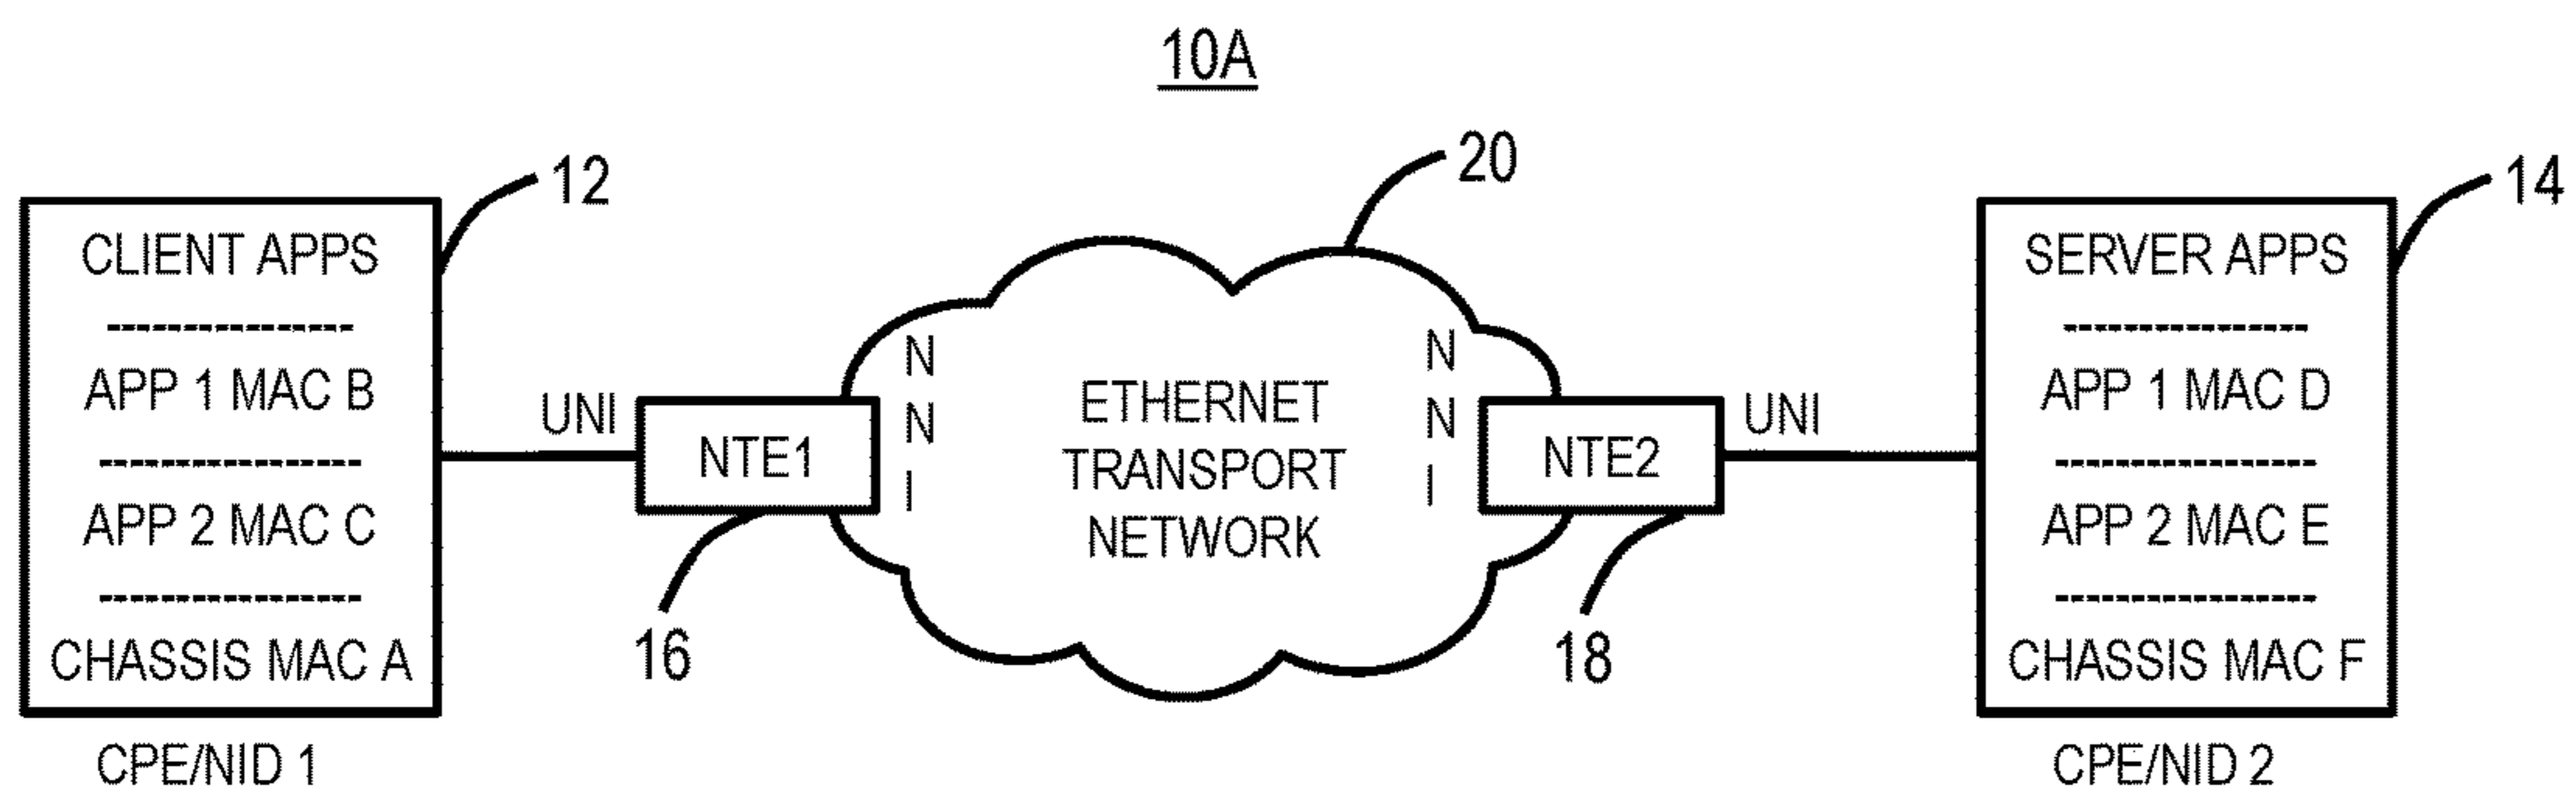 10A
12
CLIENT APPS
----------------
APP 1 MAC B
-----------------
APP 2 MAC C
-----------------
CHASSIS MAC A
CPE/NID 1
UNI
NTE1
16
NNI
20
ETHERNET
TRANSPORT
NETWORK
NNI
NTE2
18
UNI
14
SERVER APPS
----------------
APP 1 MAC D
-----------------
APP 2 MAC E
-----------------
CHASSIS MAC F
CPE/NID 2